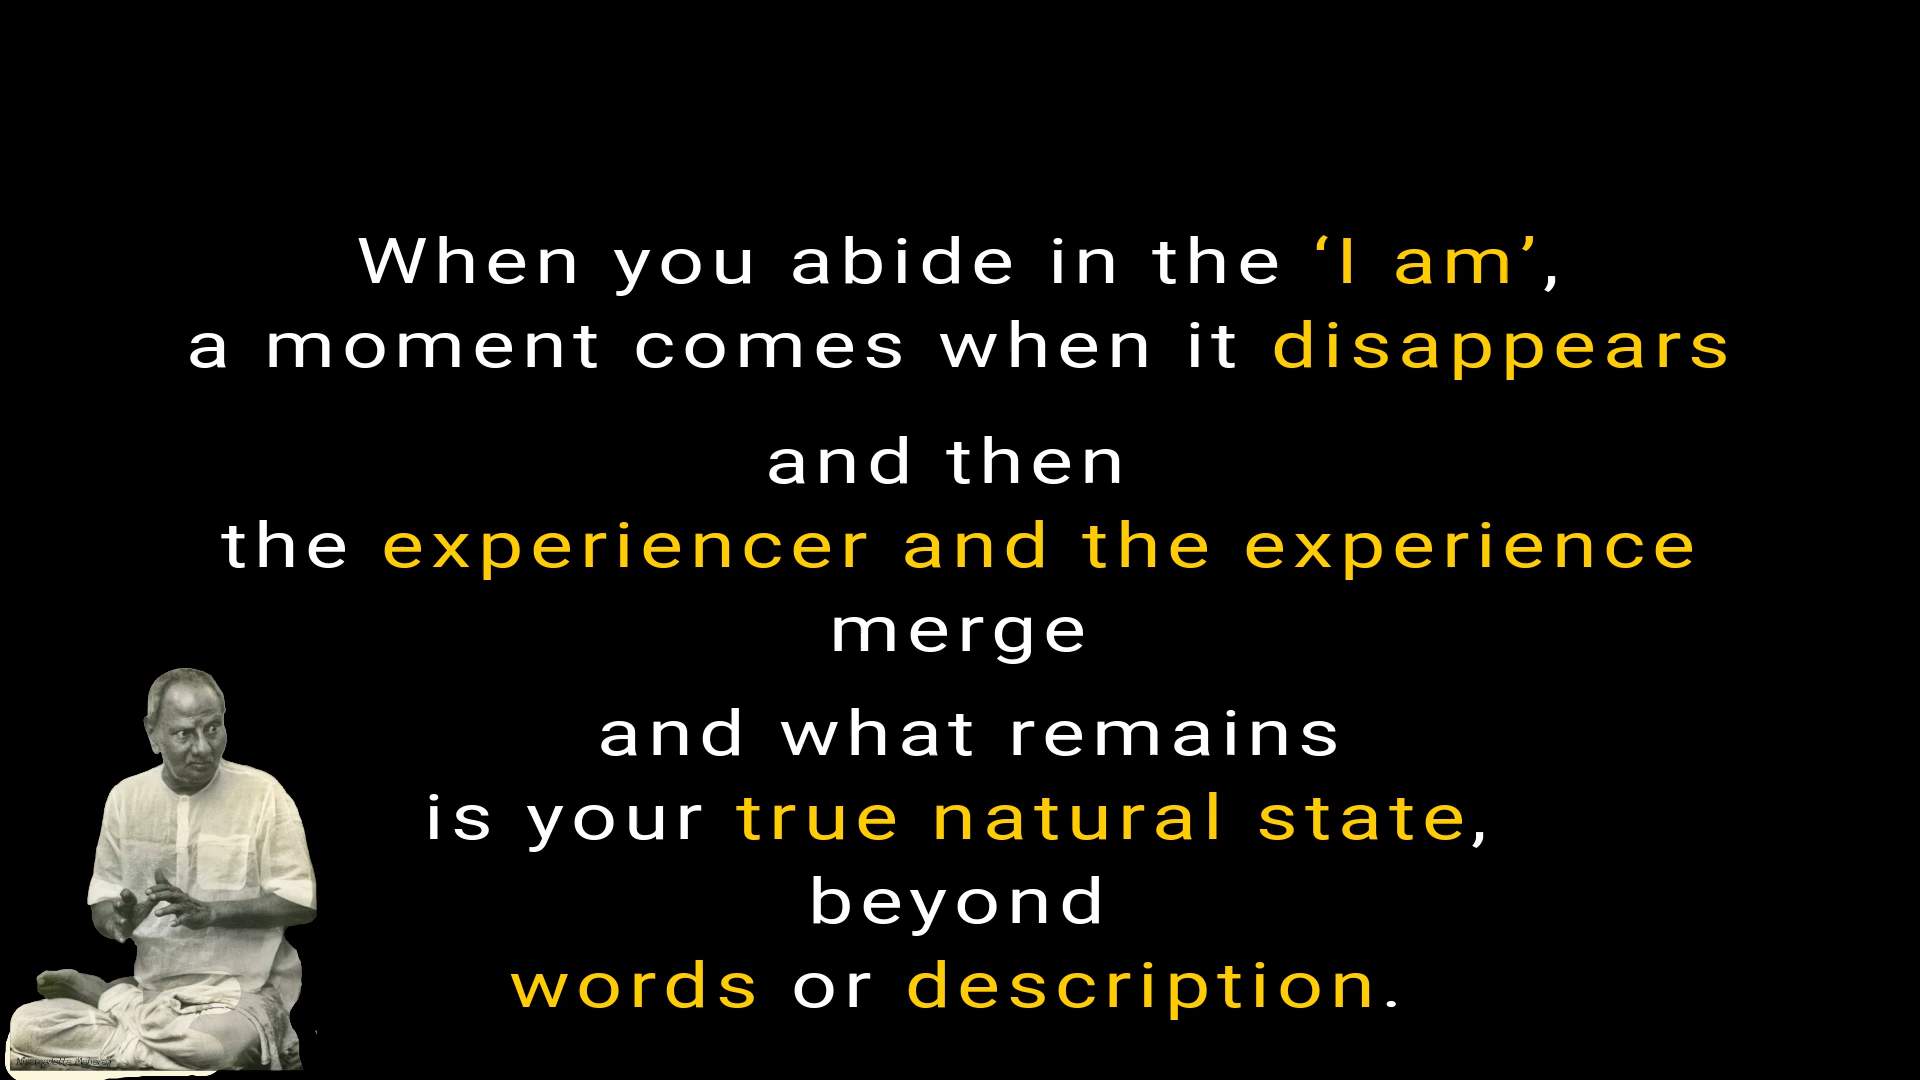 When you abide in the ‘I am’,
a moment comes when it disappears
and then
the experiencer and the experience
merge
and what remains
is your true natural state,
beyond
words or description.